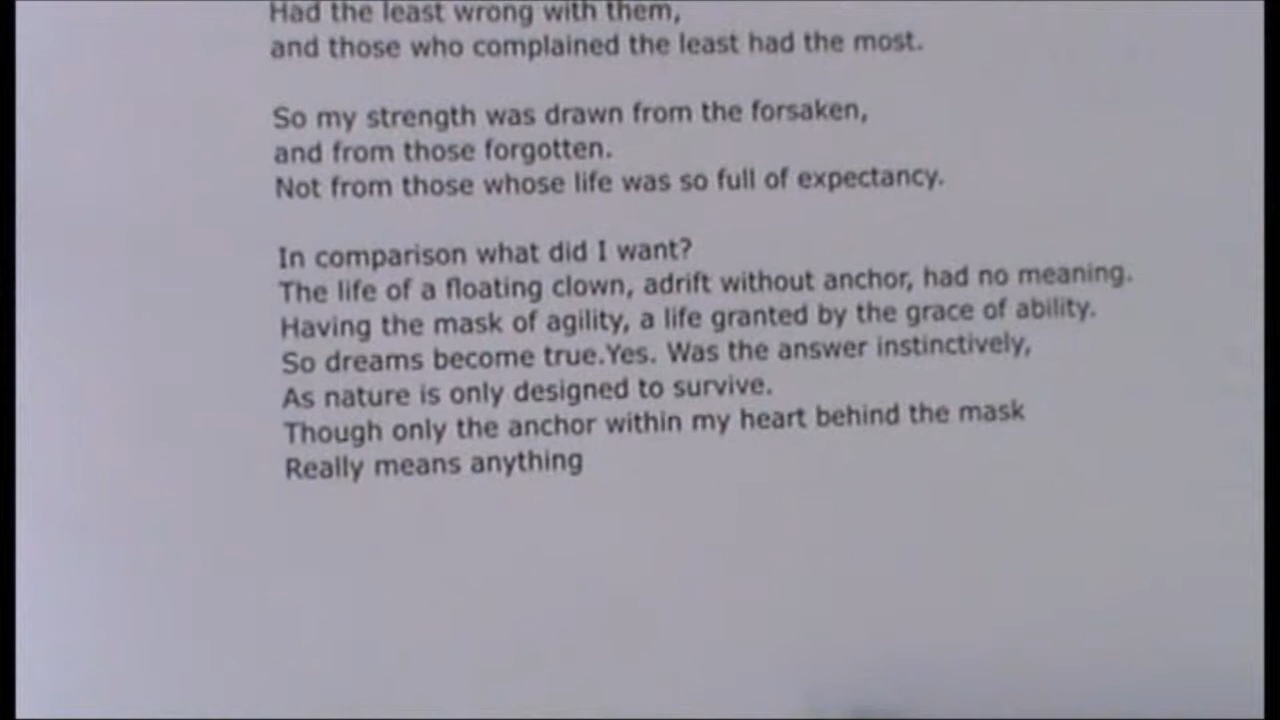 Had the least wrong with them,
and those who complained the least had the most.
So my strength was drawn from the forsaken,
and from those forgotten.
Not from those whose life was so full of expectancy.
In comparison what did I want?
The life of a floating clown, adrift without anchor, had no meaning.
Having the mask of agility, a life granted by the grace of ability.
So dreams become true.Yes. Was the answer instinctively,
As nature is only designed to survive.
Though only the anchor within my heart behind the mask
Really means anything